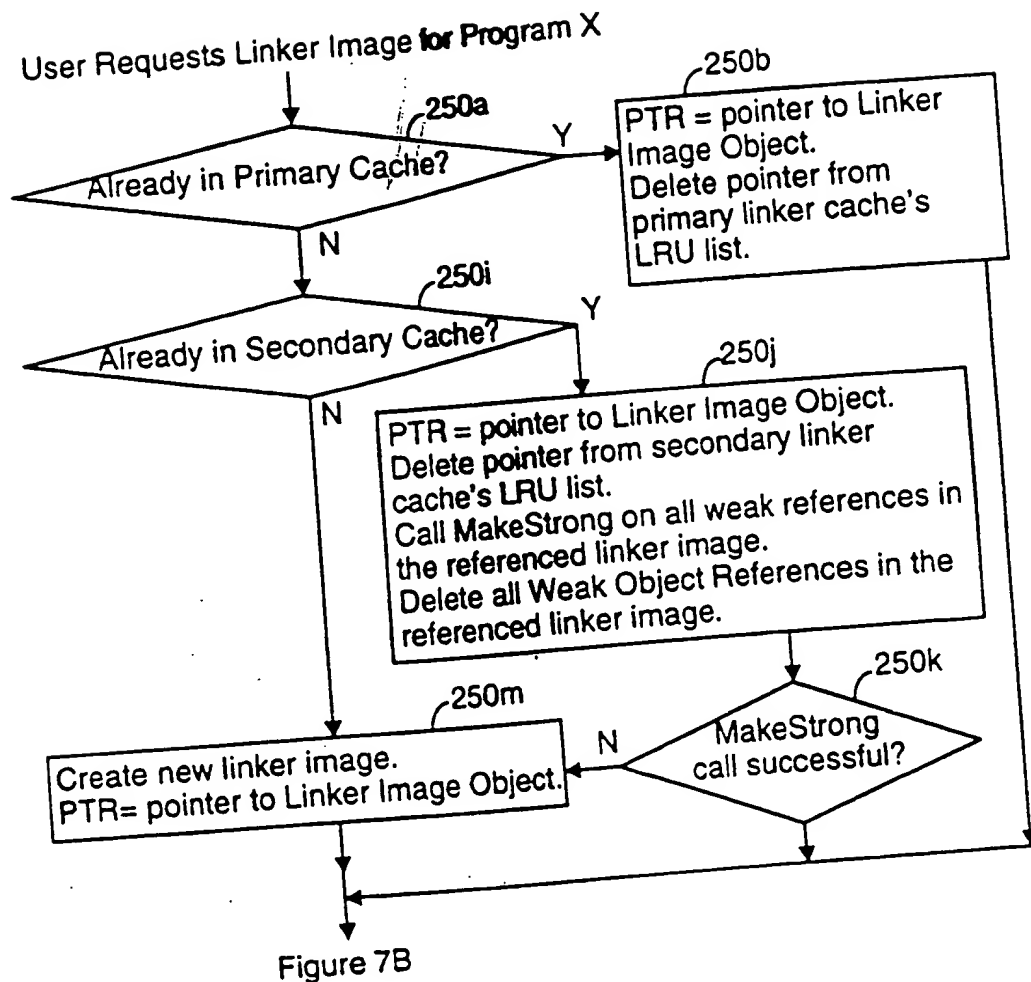 User Requests Linker Image for Program X
250a
Already in Primary Cache?
Y
N
250b
PTR = pointer to Linker
Image Object.
Delete pointer from
primary linker cache's
LRU list.
250i
Already in Secondary Cache?
Y
N
250j
PTR = pointer to Linker Image Object.
Delete pointer from secondary linker
cache's LRU list.
Call MakeStrong on all weak references in
the referenced linker image.
Delete all Weak Object References in the
referenced linker image.
250k
MakeStrong
call successful?
N
250m
Create new linker image.
PTR= pointer to Linker Image Object.
Figure 7B